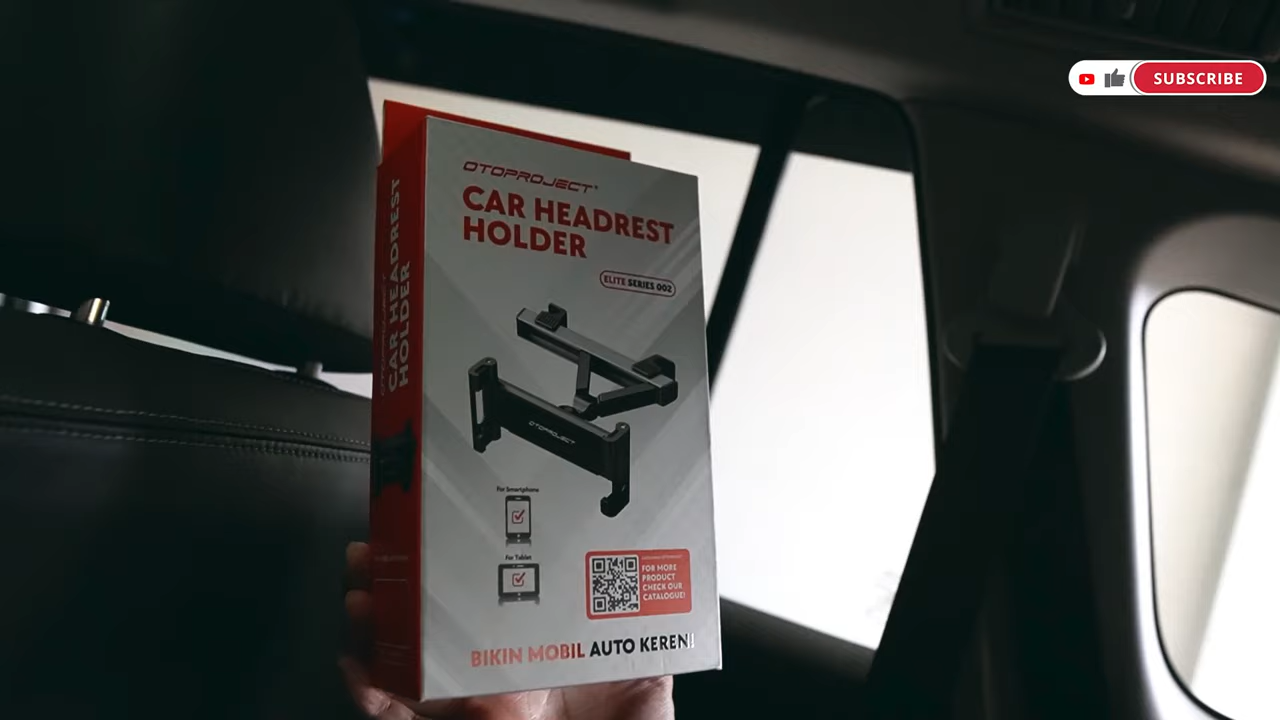 SUBSCRIBE
OTOPROJECT
CAR HEADREST
HOLDER
ELITE SERIES 002
OTOPROJECT
For Smartphone
For Tablet
FOR MORE
PRODUCT
CHECK OUR
CATALOGUE!
BIKIN MOBIL AUTO KEREN!
OTOPROJECT
CAR HEADREST
HOLDER